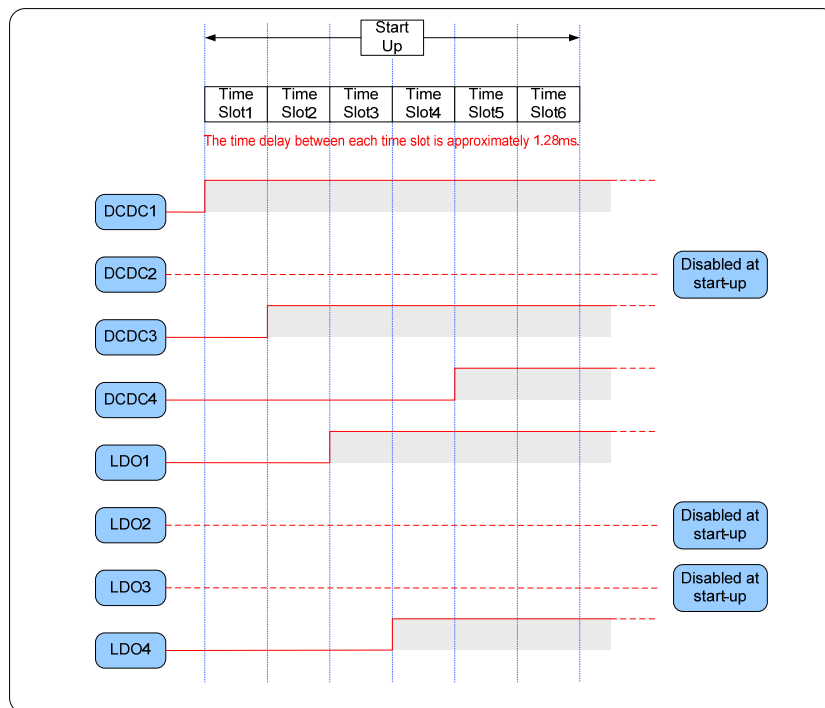 Start
Up
Time
Slot1
Time
Slot2
Time
Slot3
Time
Slot4
Time
Slot5
Time
Slot6
The time delay between each time slot is approximately 1.28ms.
DCDC1
DCDC2
Disabled at
start-up
DCDC3
DCDC4
LDO1
LDO2
Disabled at
start-up
LDO3
Disabled at
start-up
LDO4